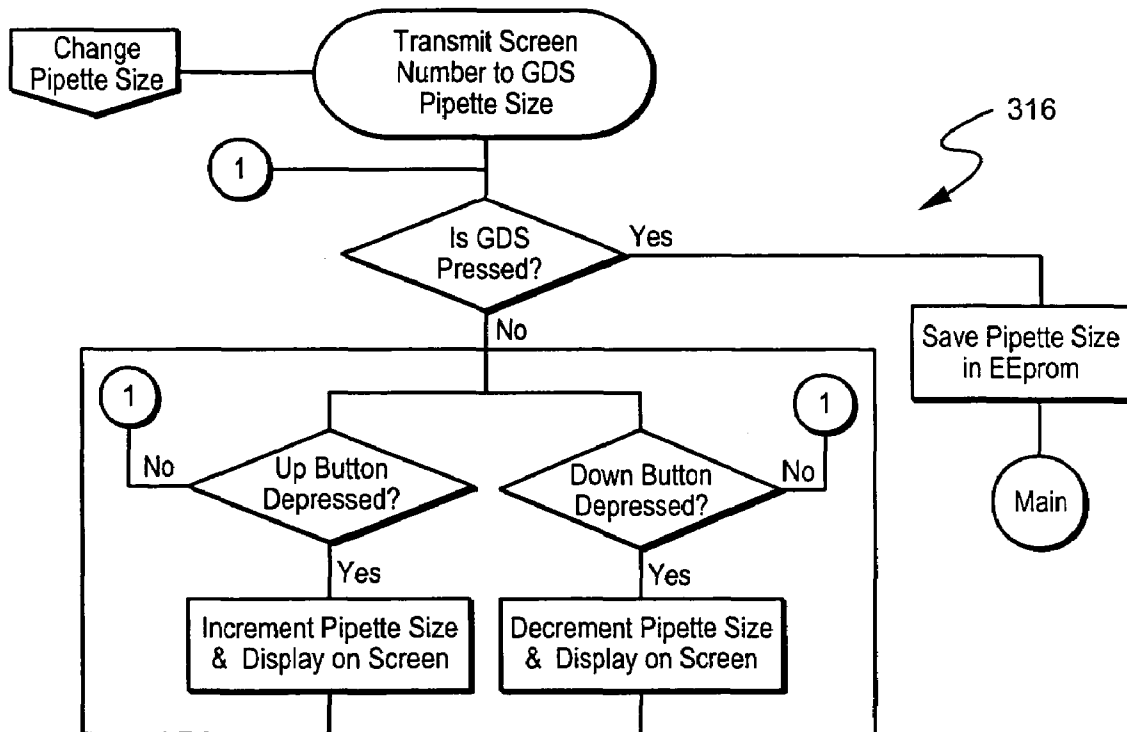 Change
Pipette Size
Transmit Screen
Number to GDS
Pipette Size
316
1
Is GDS
Pressed?
Yes
No
Save Pipette Size
in EEprom
Main
1
1
No
Up Button
Depressed?
Down Button
Depressed?
No
Yes
Yes
Increment Pipette Size
& Display on Screen
Decrement Pipette Size
& Display on Screen